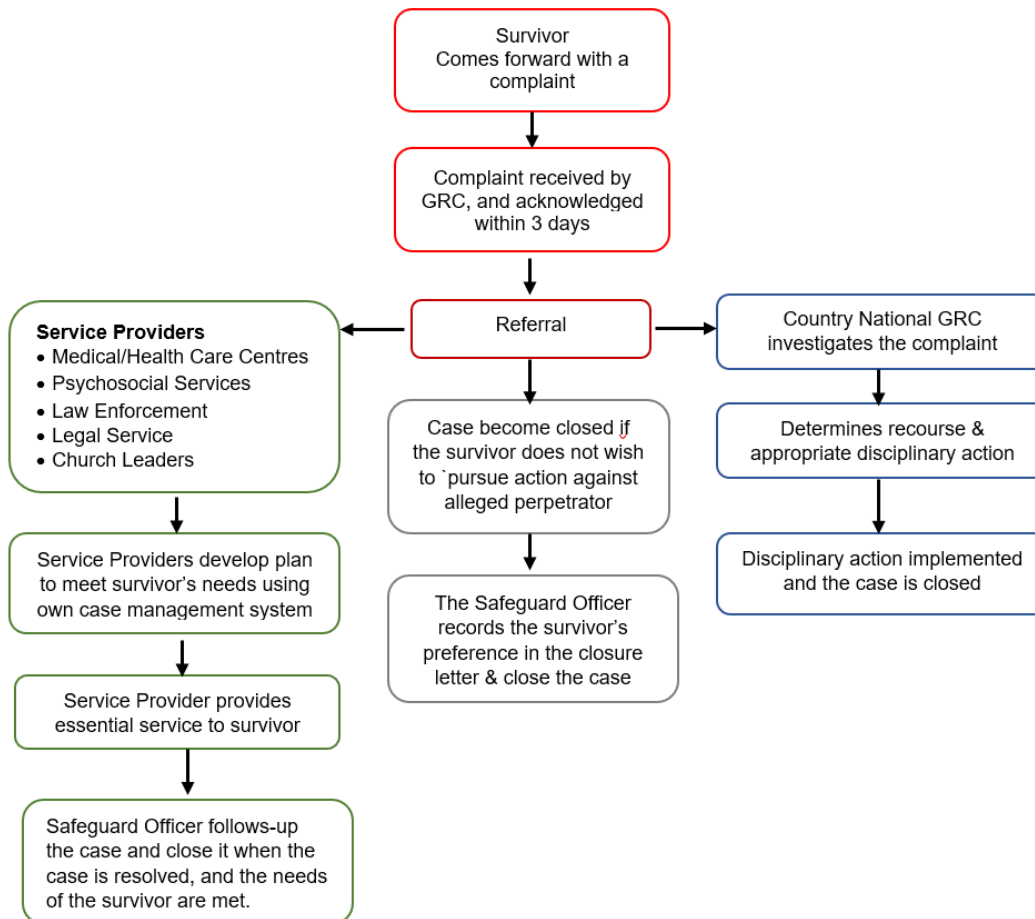 Survivor
Comes forward with a
complaint
Complaint received by
GRC, and acknowledged
within 3 days
Referral
Service Providers
• Medical/Health Care Centres
• Psychosocial Services
• Law Enforcement
• Legal Service
• Church Leaders
Service Providers develop plan
to meet survivor's needs using
own case management system
Service Provider provides
essential service to survivor
Safeguard Officer follows-up
the case and close it when the
case is resolved, and the needs
of the survivor are met.
Case become closed if
the survivor does not wish
to `pursue action against
alleged perpetrator
The Safeguard Officer
records the survivor's
preference in the closure
letter & close the case
Country National GRC
investigates the complaint
Determines recourse &
appropriate disciplinary action
Disciplinary action implemented
and the case is closed